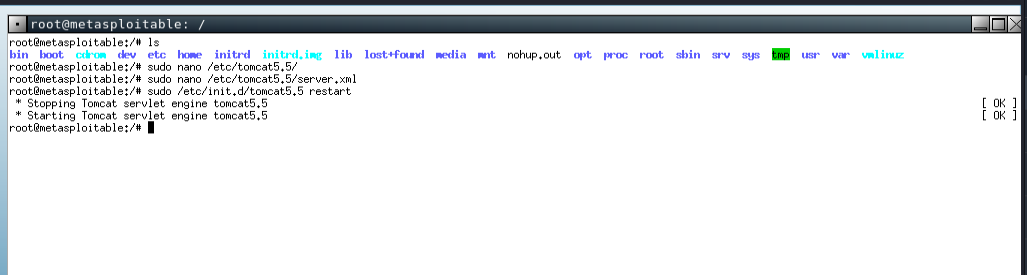 root@metasploitable: /
root@metasploitable:/# ls
bin boot cdrom dev etc home initrd initrd.img lib lost+found media mnt nohup.out opt proc root sbin srv sys tmp usr var vmlinuz
root@metasploitable:/# sudo nano /etc/tomcat5.5/
root@metasploitable:/# sudo nano /etc/tomcat5.5/server.xml
root@metasploitable:/# sudo /etc/init.d/tomcat5.5 restart
* Stopping Tomcat servlet engine tomcat5.5 [ OK ]
* Starting Tomcat servlet engine tomcat5.5 [ OK ]
root@metasploitable:/#